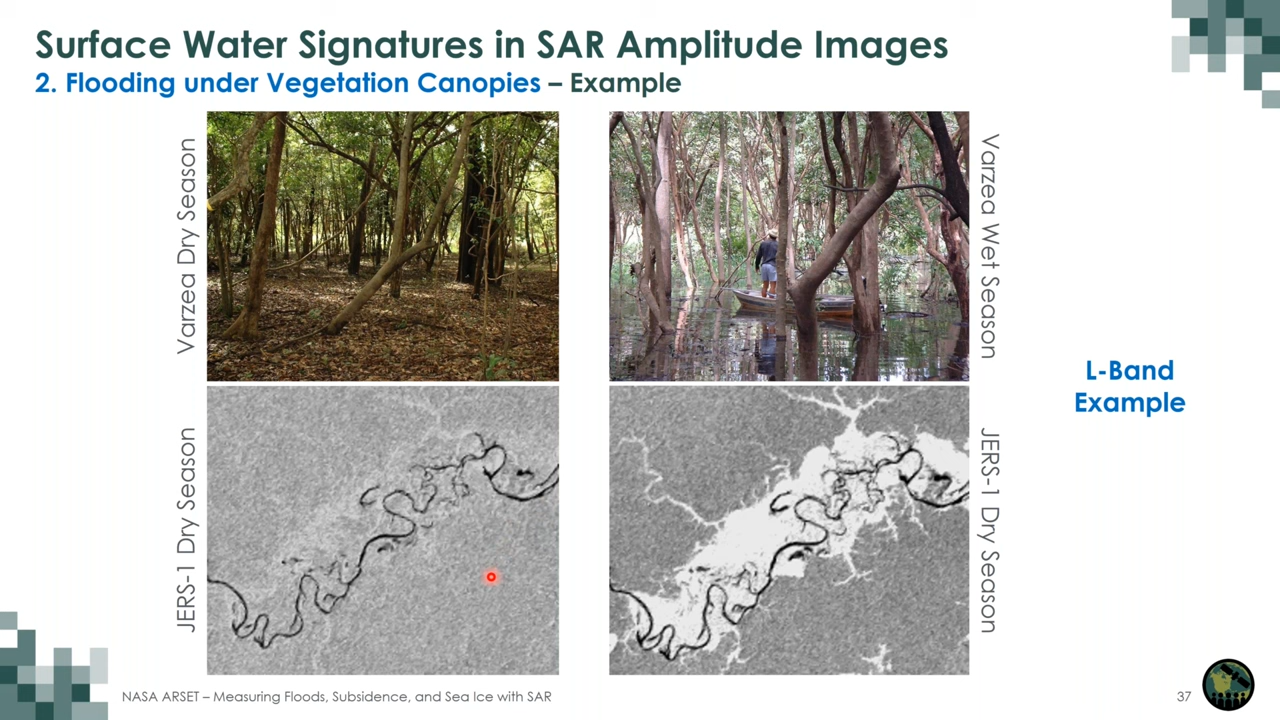 Surface Water Signatures in SAR Amplitude Images
2. Flooding under Vegetation Canopies – Example
Varzea Dry Season
Varzea Wet Season
L-Band
Example
JERS-1 Dry Season
JERS-1 Dry Season
NASA ARSET – Measuring Floods, Subsidence, and Sea Ice with SAR
37